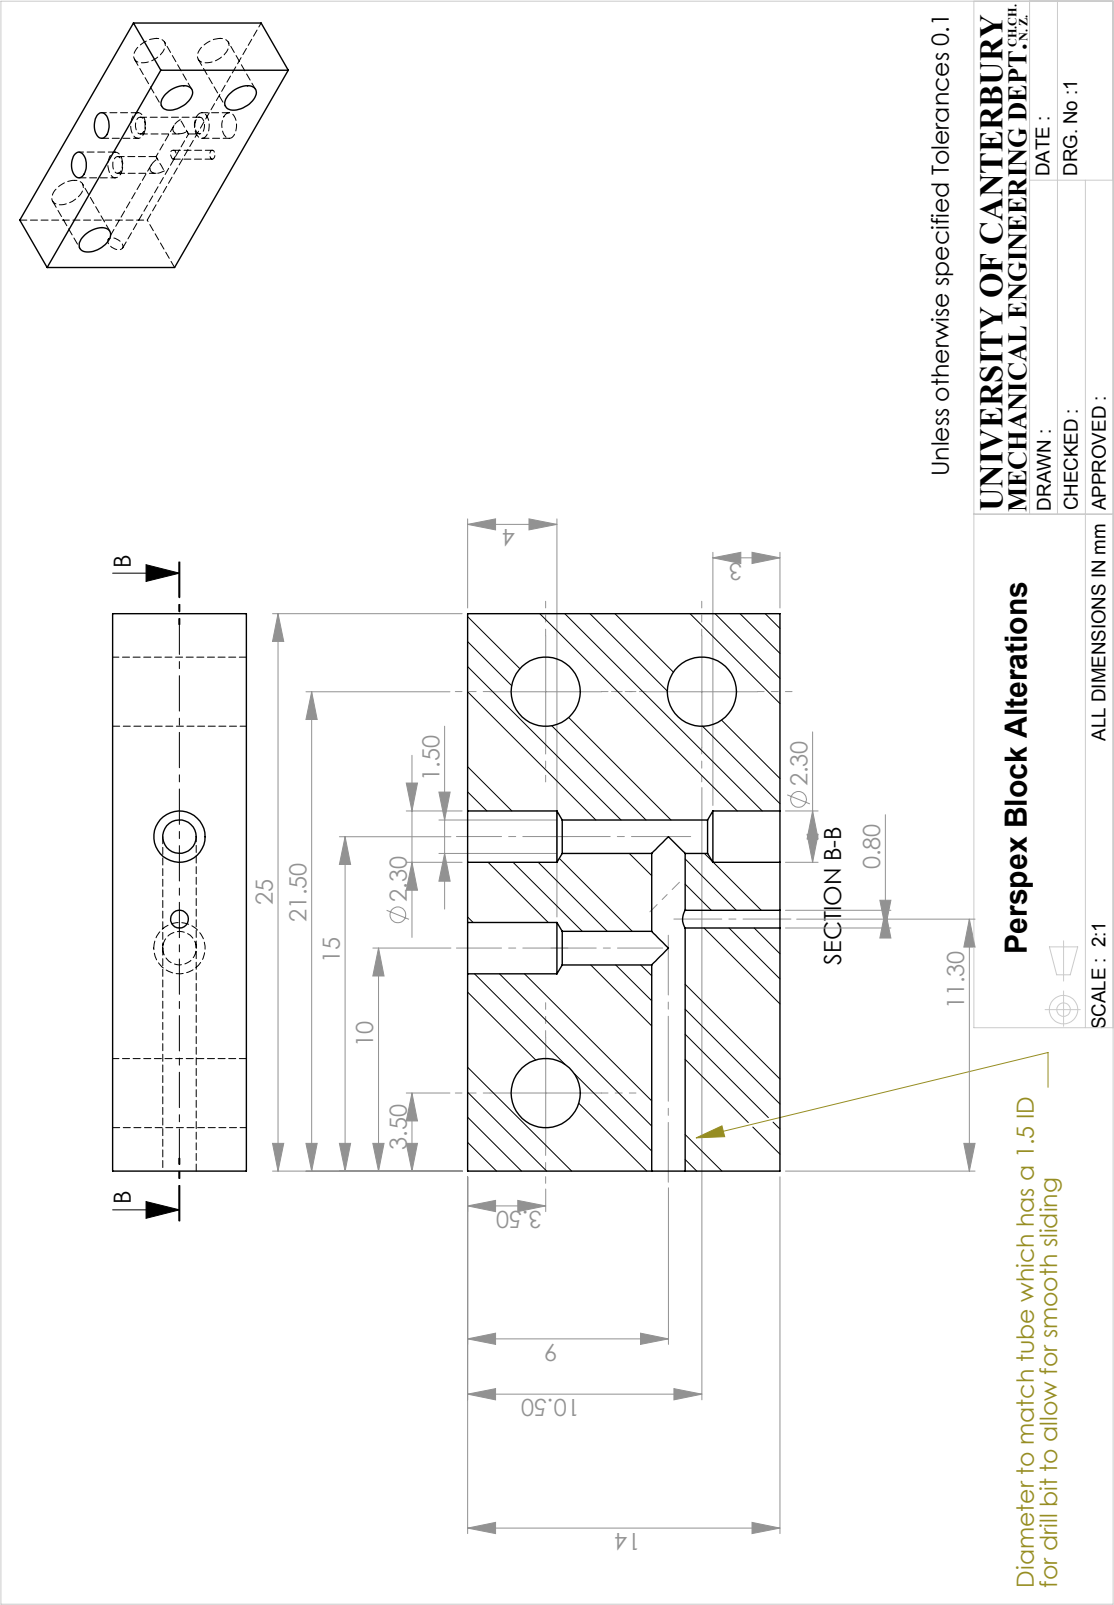 B
B
25
21.50
15
10
3.50
Ø 2.30
1.50
4
3
3.50
9
10.50
14
Ø 2.30
0.80
11.30
SECTION B-B
Diameter to match tube which has a 1.5 ID
for drill bit to allow for smooth sliding
Unless otherwise specified Tolerances 0.1
Perspex Block Alterations
SCALE : 2:1
ALL DIMENSIONS IN mm
UNIVERSITY OF CANTERBURY
MECHANICAL ENGINEERING DEPT. CH.CH. N.Z.
DRAWN :
DATE :
CHECKED :
DRG. No :1
APPROVED :